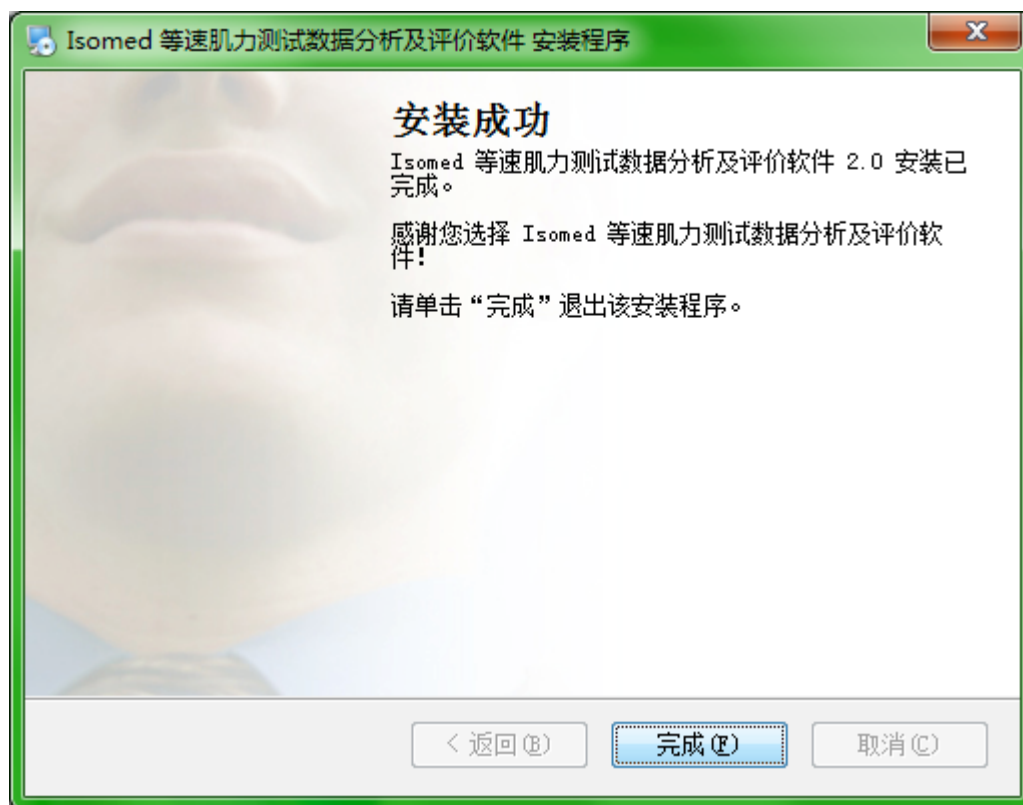 Isomed 等速肌力测试数据分析及评价软件 安装程序
安装成功
Isomed 等速肌力测试数据分析及评价软件 2.0 安装已
完成。
感谢您选择 Isomed 等速肌力测试数据分析及评价软
件!
请单击“完成”退出该安装程序。
< 返回(B)
完成(F)
取消(C)